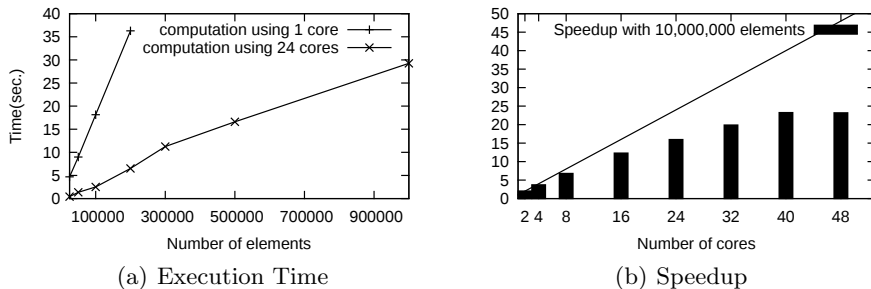 40
35
30
25
20
15
10
5
0
Time(sec.)
computation using 1 core
computation using 24 cores
100000 300000 500000 700000 900000
Number of elements
(a) Execution Time
50
45
40
35
30
25
20
15
10
5
0
Speedup with 10,000,000 elements
2 4 8 16 24 32 40 48
Number of cores
(b) Speedup